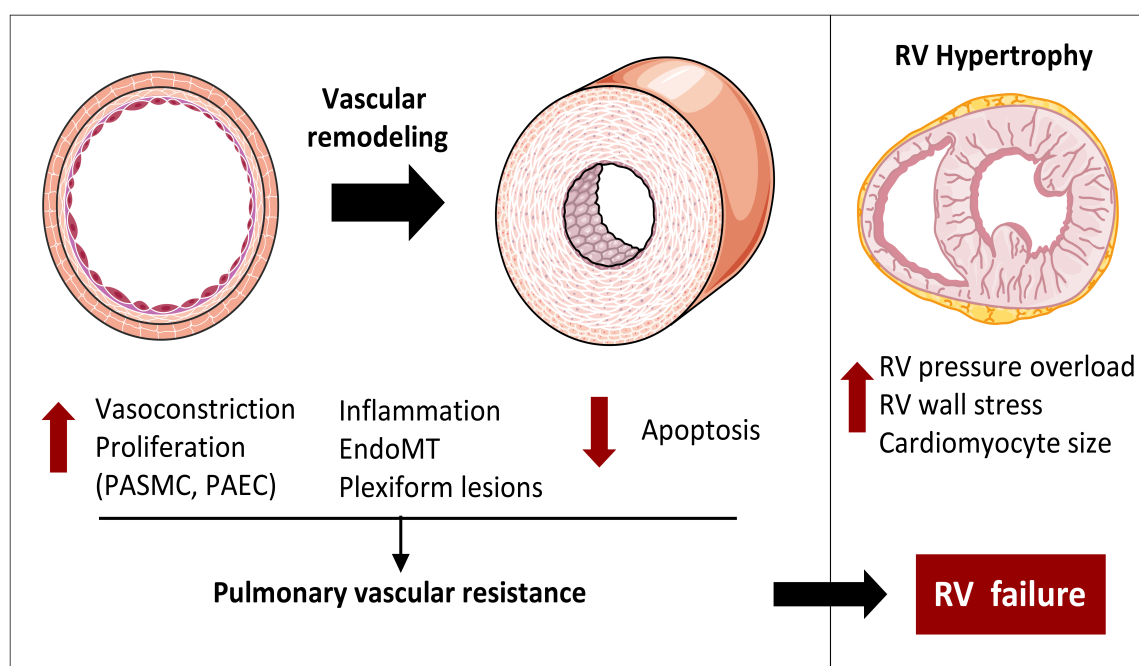 Vascular
remodeling
Vasoconstriction
Proliferation
(PASMC, PAEC)
Inflammation
EndoMT
Plexiform lesions
Apoptosis
Pulmonary vascular resistance
RV Hypertrophy
RV pressure overload
RV wall stress
Cardiomyocyte size
RV failure